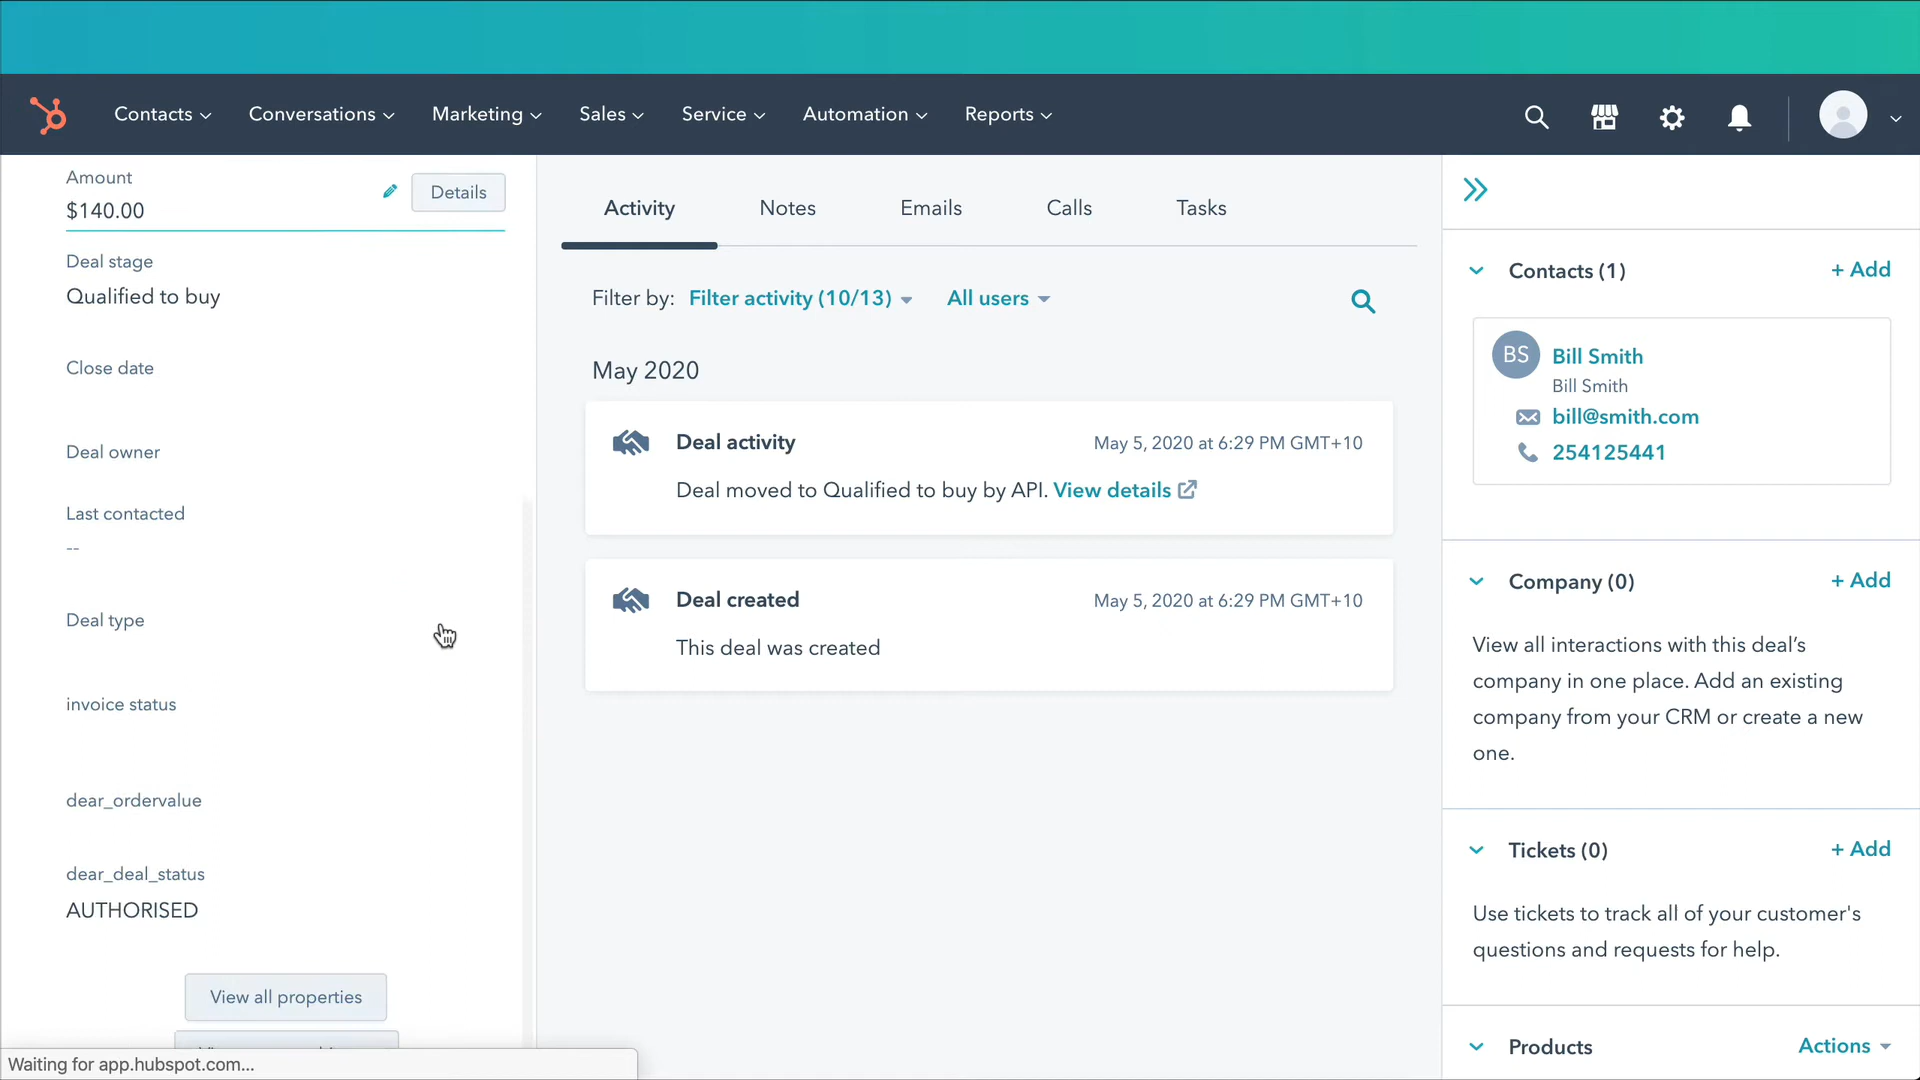 Contacts
Conversations
Marketing
Sales
Service
Automation
Reports
Amount
$140.00
Details
Deal stage
Qualified to buy
Close date
Deal owner
Last contacted
--
Deal type
invoice status
dear_ordervalue
dear_deal_status
AUTHORISED
View all properties
Waiting for app.hubspot.com...
Activity
Notes
Emails
Calls
Tasks
Filter by: Filter activity (10/13) All users
May 2020
Deal activity
May 5, 2020 at 6:29 PM GMT+10
Deal moved to Qualified to buy by API. View details
Deal created
May 5, 2020 at 6:29 PM GMT+10
This deal was created
Contacts (1)
+ Add
BS
Bill Smith
Bill Smith
bill@smith.com
254125441
Company (0)
+ Add
View all interactions with this deal’s
company in one place. Add an existing
company from your CRM or create a new
one.
Tickets (0)
+ Add
Use tickets to track all of your customer's
questions and requests for help.
Products
Actions